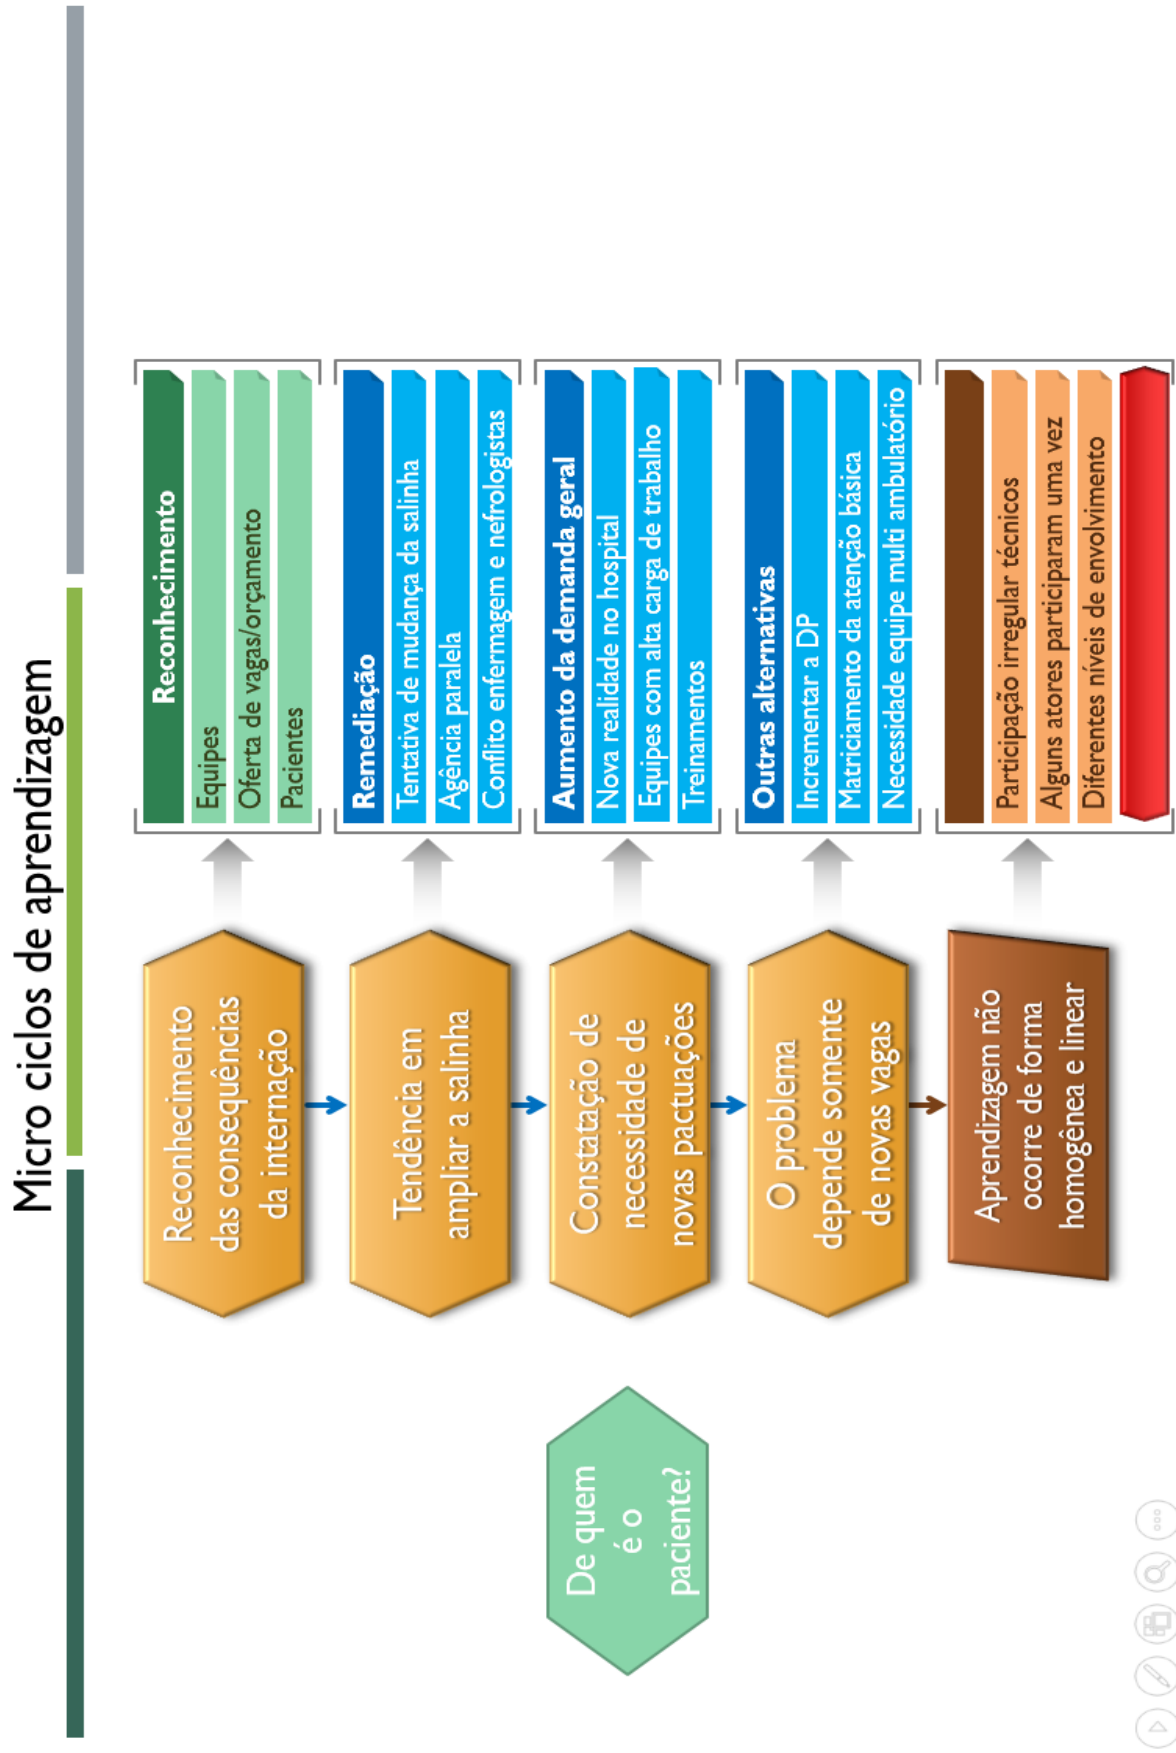 Micro ciclos de aprendizagem
De quem
é o
paciente?
Reconhecimento
das consequências
da internação
Reconhecimento
Equipes
Oferta de vagas/orçamento
Pacientes
Tendência em
ampliar a salinha
Remediação
Tentativa de mudança da salinha
Agência paralela
Conflito enfermagem e nefrologistas
Constatação de
necessidade de
novas pactuações
Aumento da demanda geral
Nova realidade no hospital
Equipes com alta carga de trabalho
Treinamentos
O problema
depende somente
de novas vagas
Outras alternativas
Incrementar a DP
Matriciamento da atenção básica
Necessidade equipe multi ambulatório
Aprendizagem não
ocorre de forma
homogênea e linear
Participação irregular técnicos
Alguns atores participaram uma vez
Diferentes níveis de envolvimento